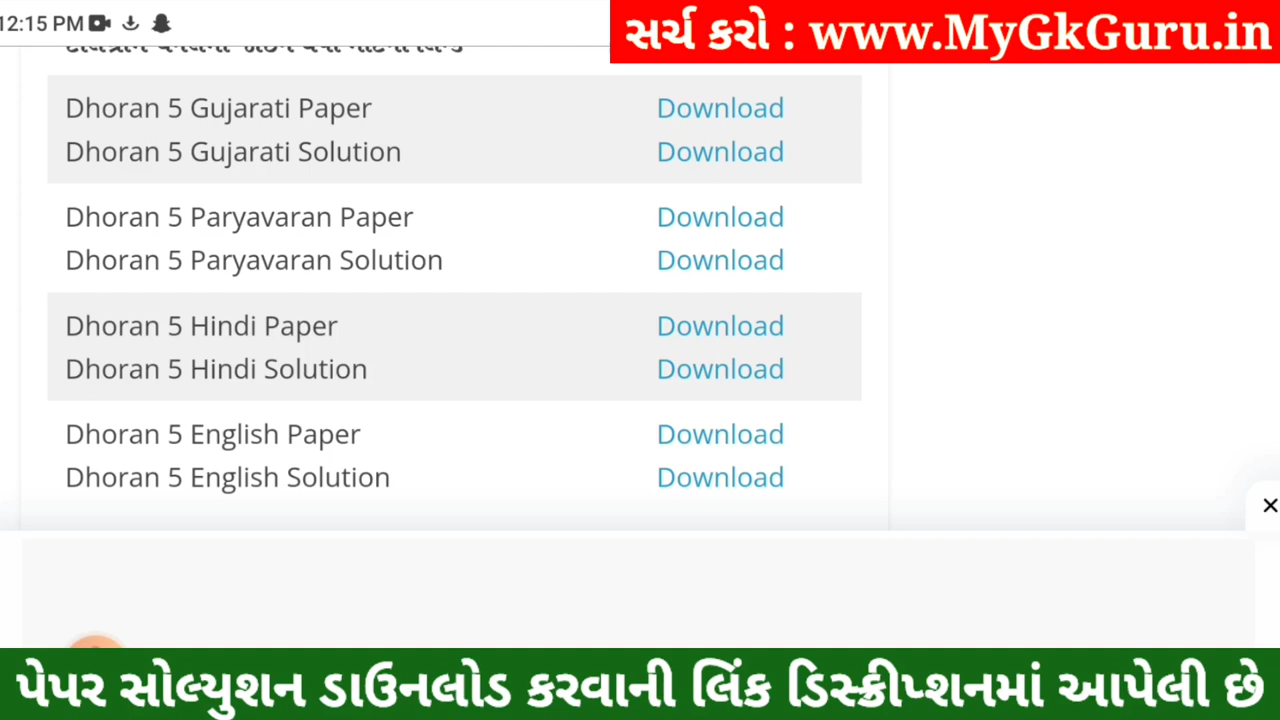 12:15 PM
સર્ચ કરો : www.MyGkGuru.in
Dhoran 5 Gujarati Paper Download
Dhoran 5 Gujarati Solution Download
Dhoran 5 Paryavaran Paper Download
Dhoran 5 Paryavaran Solution Download
Dhoran 5 Hindi Paper Download
Dhoran 5 Hindi Solution Download
Dhoran 5 English Paper Download
Dhoran 5 English Solution Download
પેપર સોલ્યુશન ડાઉનલોડ કરવાની લિંક ડિસ્ક્રીપ્શનમાં આપેલી છે